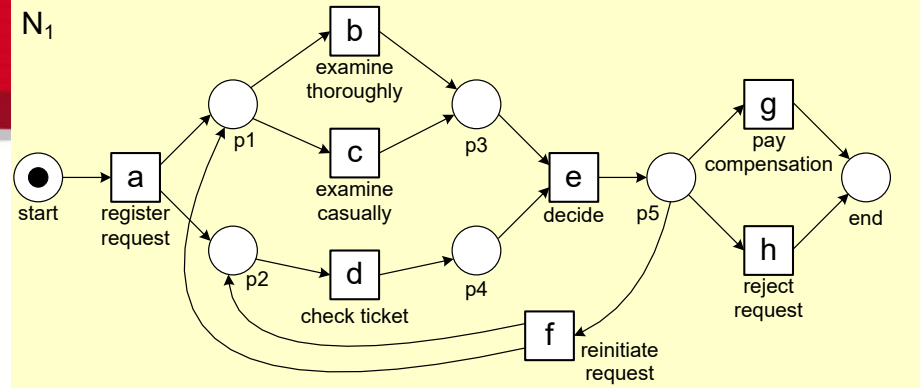 N1
b
examine
thoroughly
p1
c
examine
casually
p3
g
pay
compensation
start
a
register
request
e
decide
p5
end
p2
d
check ticket
p4
h
reject
request
f
reinitiate
request